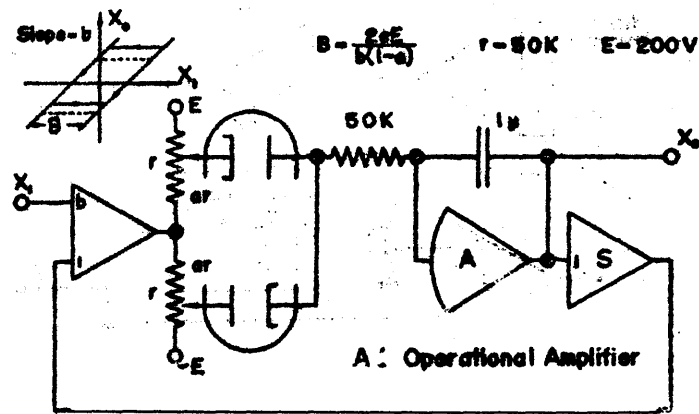 X₀
Slope=b
X₁
B
B=2aE/b(1-a) r=50K E=200V
E
50K
1μ
X₀
r
ar
X₁
b
1
A
1
S
ar
r
-E
A: Operational Amplifier